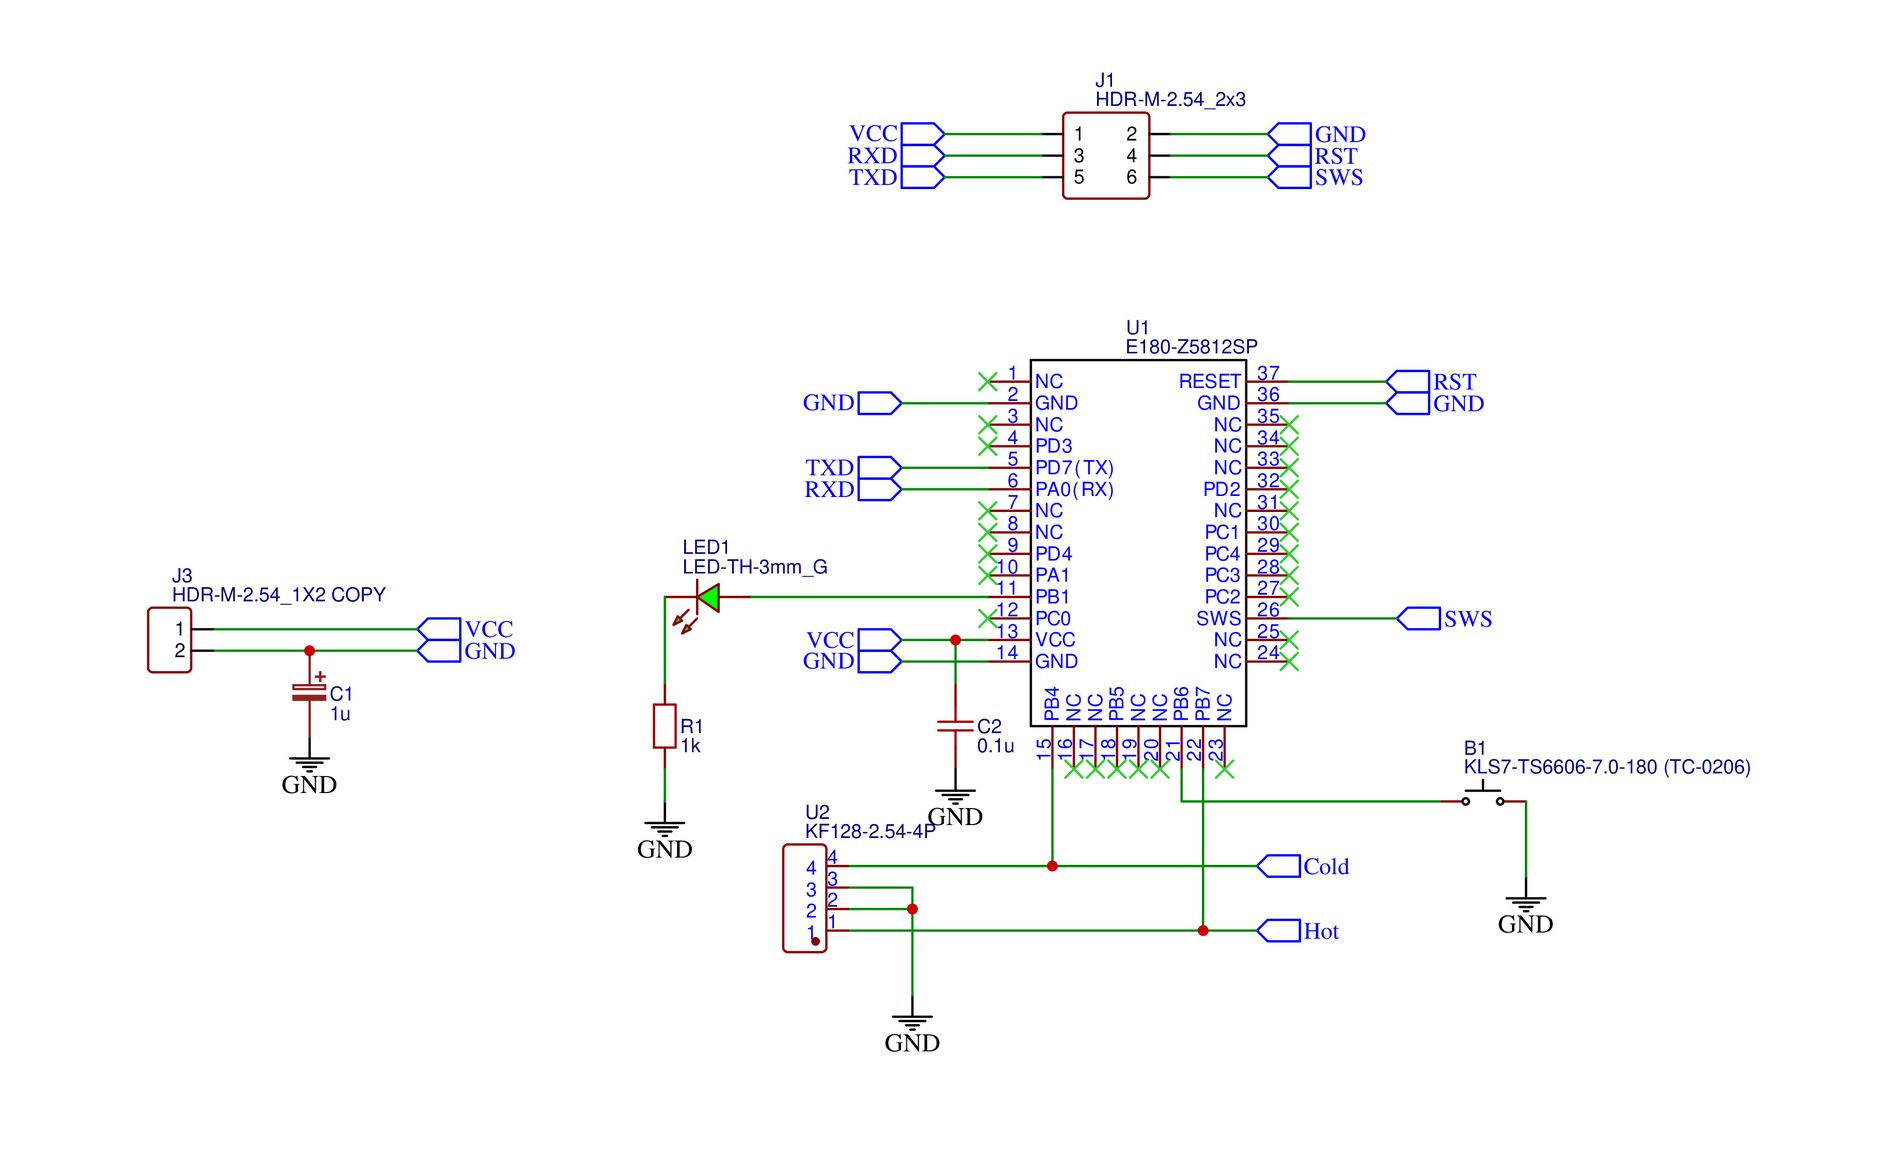 J1
HDR-M-2.54_2x3
VCC 1 2 GND
RXD 3 4 RST
TXD 5 6 SWS
U1
E180-Z5812SP
1 NC RESET 37 RST
GND 2 GND GND 36 GND
3 NC NC 35
4 PD3 NC 34
TXD 5 PD7(TX) NC 33
RXD 6 PA0(RX) PD2 32
7 NC NC 31
8 NC PC1 30
9 PD4 PC4 29
10 PA1 PC3 28
11 PB1 PC2 27
12 PC0 SWS 26 SWS
VCC 13 VCC NC 25
GND 14 GND NC 24
PB4 NC NC PB5 NC NC PB6 PB7 NC
15 16 17 18 19 20 21 22 23
LED1
LED-TH-3mm_G
J3
HDR-M-2.54_1X2 COPY
1 VCC
2 GND
+
C1
1u
GND
R1
1k
GND
C2
0.1u
GND
B1
KLS7-TS6606-7.0-180 (TC-0206)
GND
U2
KF128-2.54-4P
4 4 Cold
3 3
2 2
1 1 Hot
GND